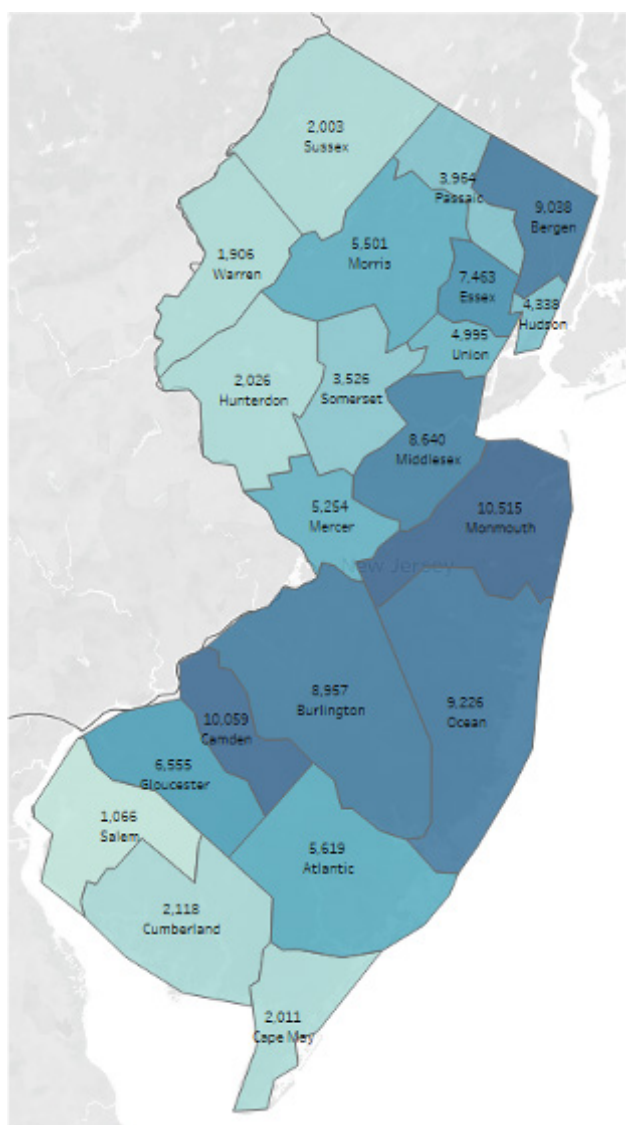 2,003
Sussex
3,964
Passaic
9,038
Bergen
1,906
Warren
5,501
Morris
7,463
Essex
4,338
Hudson
4,995
Union
2,026
Hunterdon
3,526
Somerset
8,640
Middlesex
5,254
Mercer
10,515
Monmouth
New Jersey
8,957
Burlington
9,226
Ocean
10,059
Camden
6,555
Gloucester
1,066
Salem
5,619
Atlantic
2,118
Cumberland
2,011
Cape May